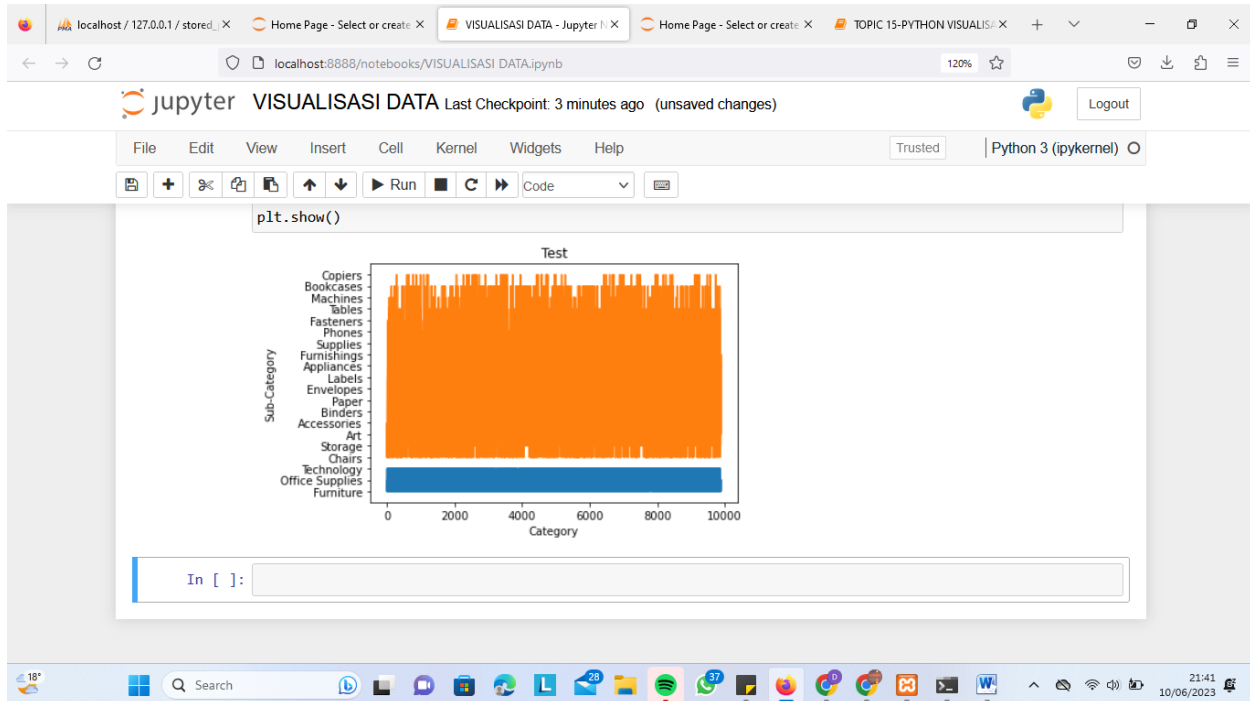 localhost / 127.0.0.1 / stored_
Home Page - Select or create
VISUALISASI DATA - Jupyter N
Home Page - Select or create
TOPIC 15-PYTHON VISUALISA
localhost:8888/notebooks/VISUALISASI DATA.ipynb
120%
jupyter VISUALISASI DATA Last Checkpoint: 3 minutes ago (unsaved changes)
Logout
File Edit View Insert Cell Kernel Widgets Help
Trusted
Python 3 (ipykernel)
Run
Code
plt.show()
Test
Copiers
Bookcases
Machines
Tables
Fasteners
Phones
Supplies
Furnishings
Appliances
Labels
Envelopes
Paper
Binders
Accessories
Art
Storage
Chairs
Technology
Office Supplies
Furniture
Sub-Category
0 2000 4000 6000 8000 10000
Category
In [ ]:
18°
Search
28
37
21:41
10/06/2023